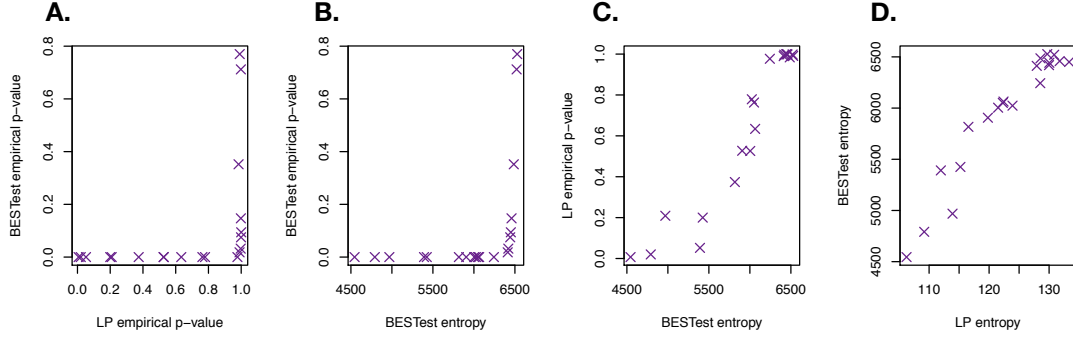 A.
BESTest empirical p−value
0.0 0.2 0.4 0.6 0.8
0.0 0.2 0.4 0.6 0.8 1.0
LP empirical p−value
B.
BESTest empirical p−value
0.0 0.2 0.4 0.6 0.8
4500 5500 6500
BESTest entropy
C.
LP empirical p−value
0.0 0.2 0.4 0.6 0.8 1.0
4500 5500 6500
BESTest entropy
D.
BESTest entropy
4500 5000 5500 6000 6500
110 120 130
LP entropy